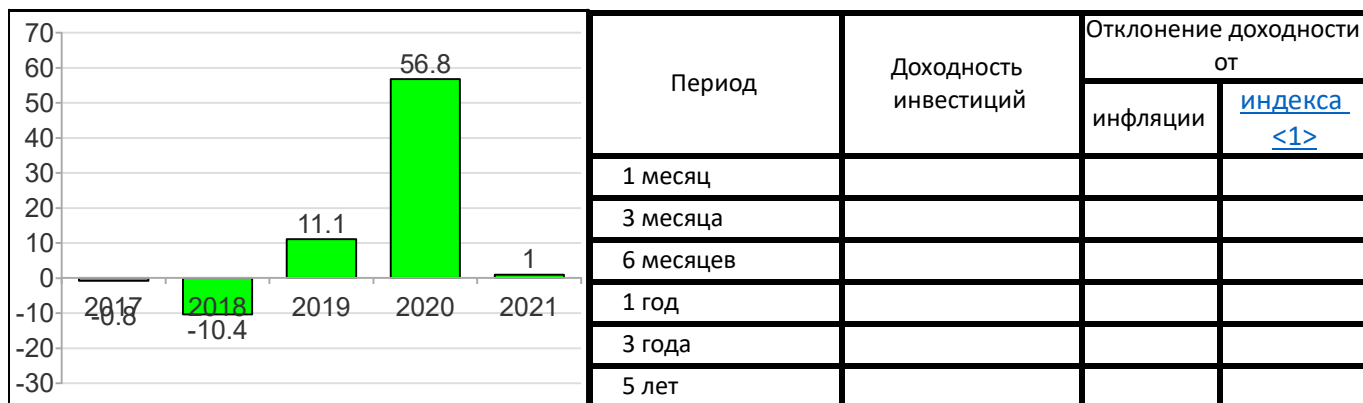 70
60
50
40
30
20
10
0
-10
-20
-30
56.8
11.1
1
2017
2018
2019
2020
2021
-0.8
-10.4
Период
Доходность
инвестиций
Отклонение доходности
от
инфляции
индекса
<1>
1 месяц
3 месяца
6 месяцев
1 год
3 года
5 лет